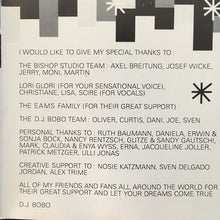 I WOULD LIKE TO GIVE MY SPECIAL THANKS TO :
THE BISHOP STUDIO TEAM : AXEL BREITUNG, JOSEF WICKE,
JERRY, MONI, MARTIN
LORI GLORI (FOR YOUR SENSATIONAL VOICE),
CHRISTIANE, LISA, SCIRE (FOR VOCALS)
THE EAMS FAMILY (FOR THEIR GREAT SUPPORT)
THE D.J. BOBO TEAM : OLIVER, CURTIS, DANI, JOE, SVEN
PERSONAL THANKS TO : RUTH BAUMANN, DANIELA, ERWIN &
SONJA BOCK, NANCY RENTZSCH, GUTZE & SANDY GAUTSCHI,
MARK, CLAUDIA & ENYA WYSS, ERNA, JACQUELINE JOLLER,
PATRICK METZGER, ULLI JONAS
CREATIVE SUPPORT TO : NOSIE KATZMANN, SVEN DELGADO
JORDAN, ALEX TRIME
ALL OF MY FRIENDS AND FANS ALL AROUND THE WORLD FOR
THEIR GREAT SUPPORT AND LET YOUR DREAMS COME TRUE
D.J. BOBO